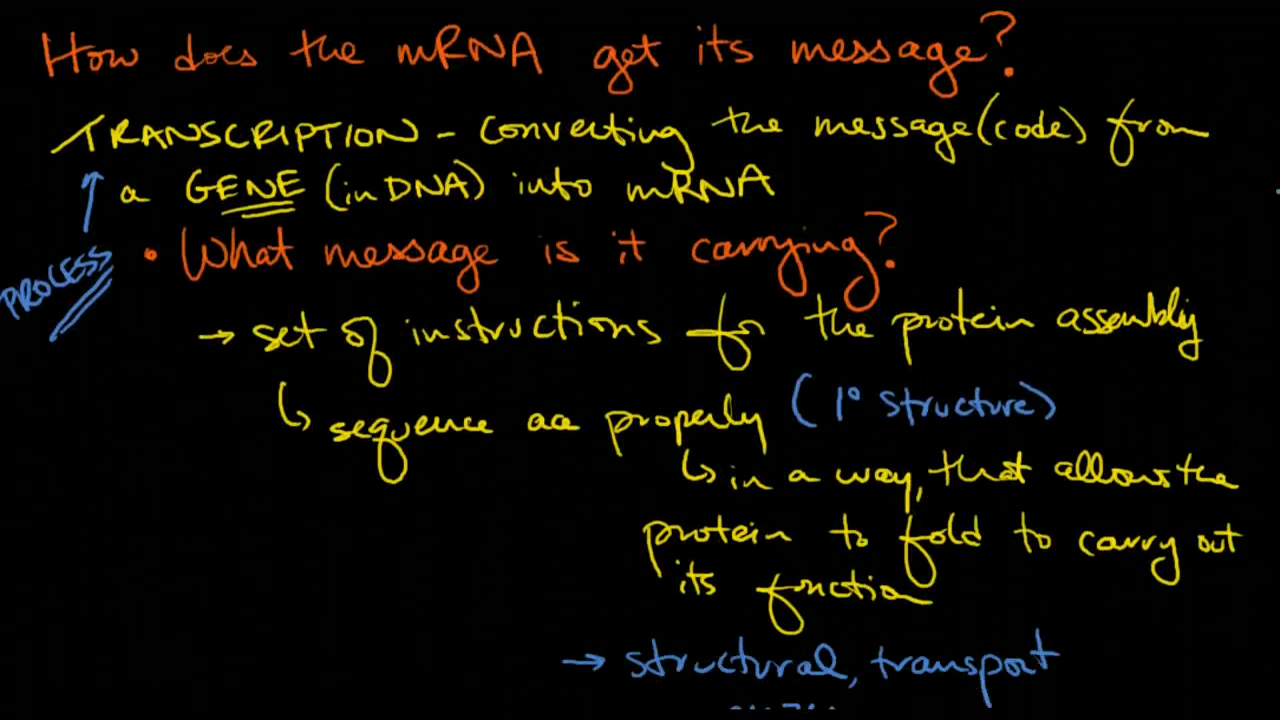 How does the mRNA get its message?
TRANSCRIPTION - converting the message (code) from
a GENE (in DNA) into mRNA
PROCESS
• What message is it carrying?
→ set of instructions for the protein assembly
↳ sequence aa properly (1° structure)
↳ in a way, that allows the
protein to fold to carry out
its function
→ structural, transport